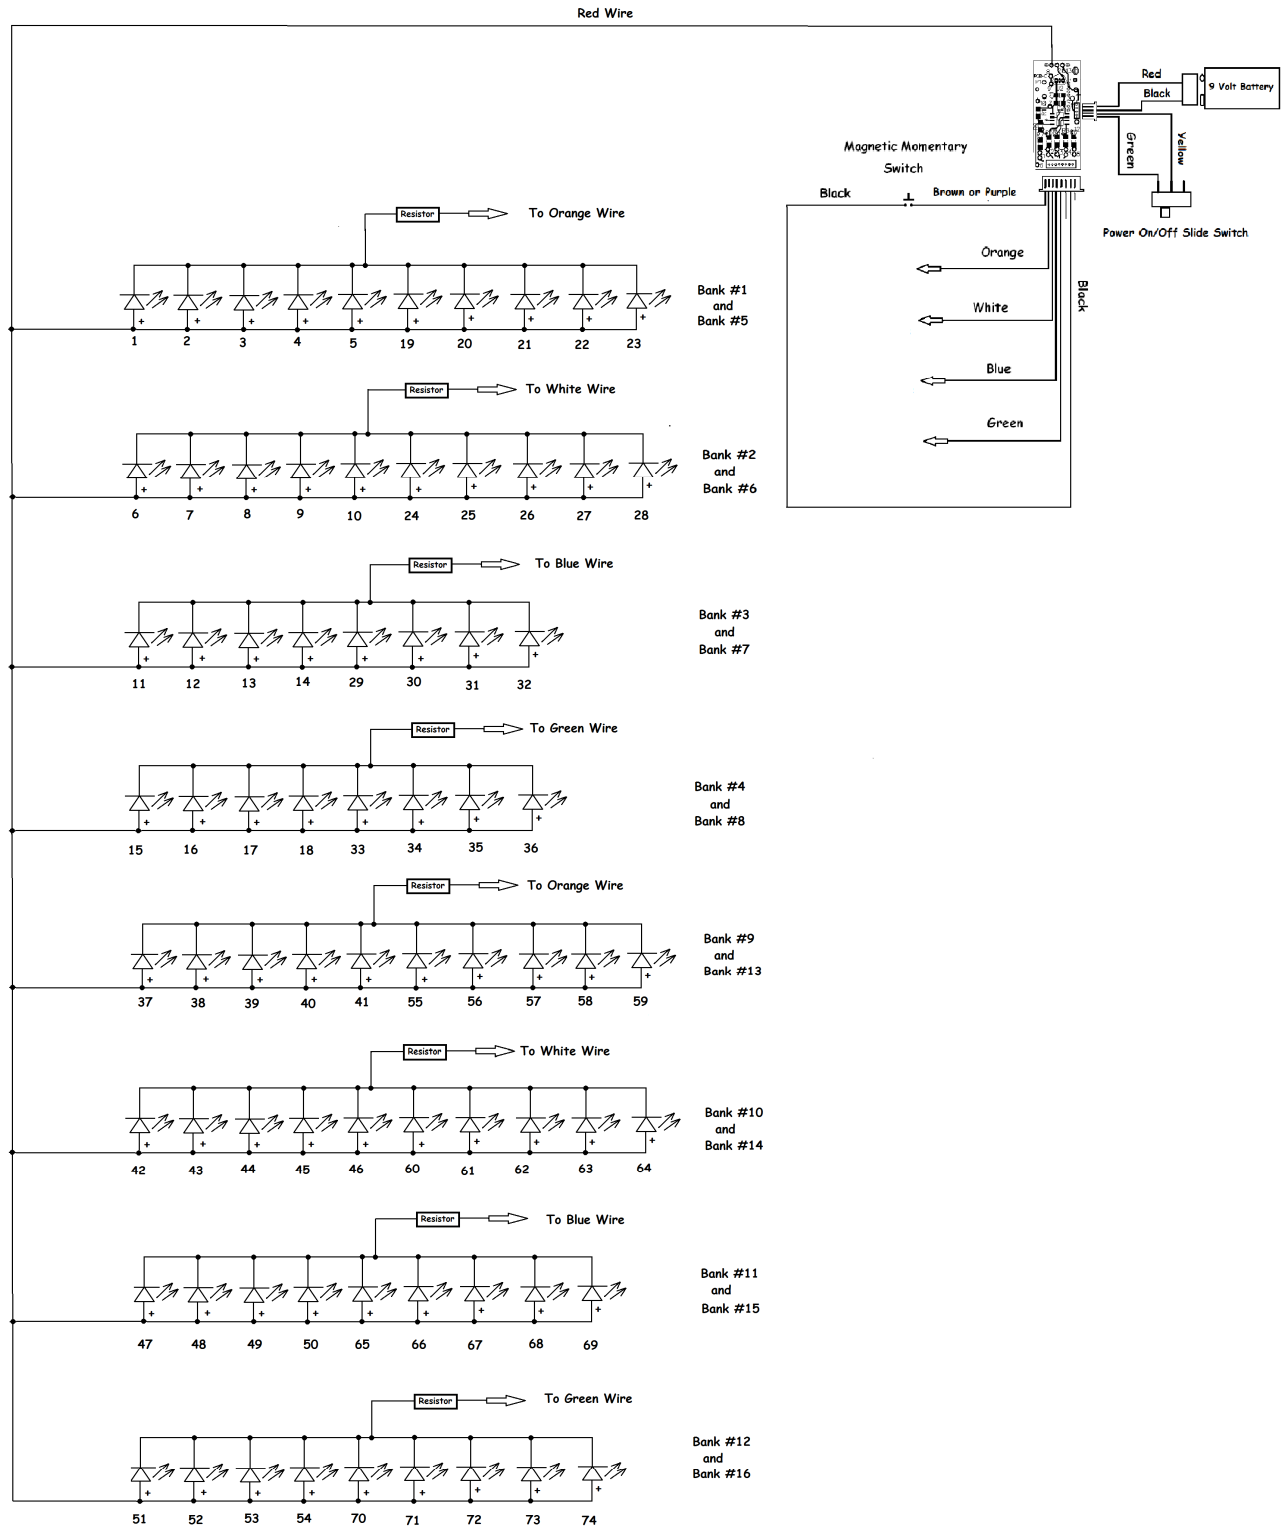 Red Wire
Red
Black
9 Volt Battery
Green
Yellow
Power On/Off Slide Switch
Magnetic Momentary
Switch
Black
Brown or Purple
Orange
White
Blue
Green
Black
Resistor
To Orange Wire
Bank #1
and
Bank #5
+ + + + + + + + + +
1 2 3 4 5 19 20 21 22 23
Resistor
To White Wire
Bank #2
and
Bank #6
+ + + + + + + + + +
6 7 8 9 10 24 25 26 27 28
Resistor
To Blue Wire
Bank #3
and
Bank #7
+ + + + + + + +
11 12 13 14 29 30 31 32
Resistor
To Green Wire
Bank #4
and
Bank #8
+ + + + + + + +
15 16 17 18 33 34 35 36
Resistor
To Orange Wire
Bank #9
and
Bank #13
+ + + + + + + + + +
37 38 39 40 41 55 56 57 58 59
Resistor
To White Wire
Bank #10
and
Bank #14
+ + + + + + + + + +
42 43 44 45 46 60 61 62 63 64
Resistor
To Blue Wire
Bank #11
and
Bank #15
+ + + + + + + + +
47 48 49 50 65 66 67 68 69
Resistor
To Green Wire
Bank #12
and
Bank #16
+ + + + + + + + +
51 52 53 54 70 71 72 73 74